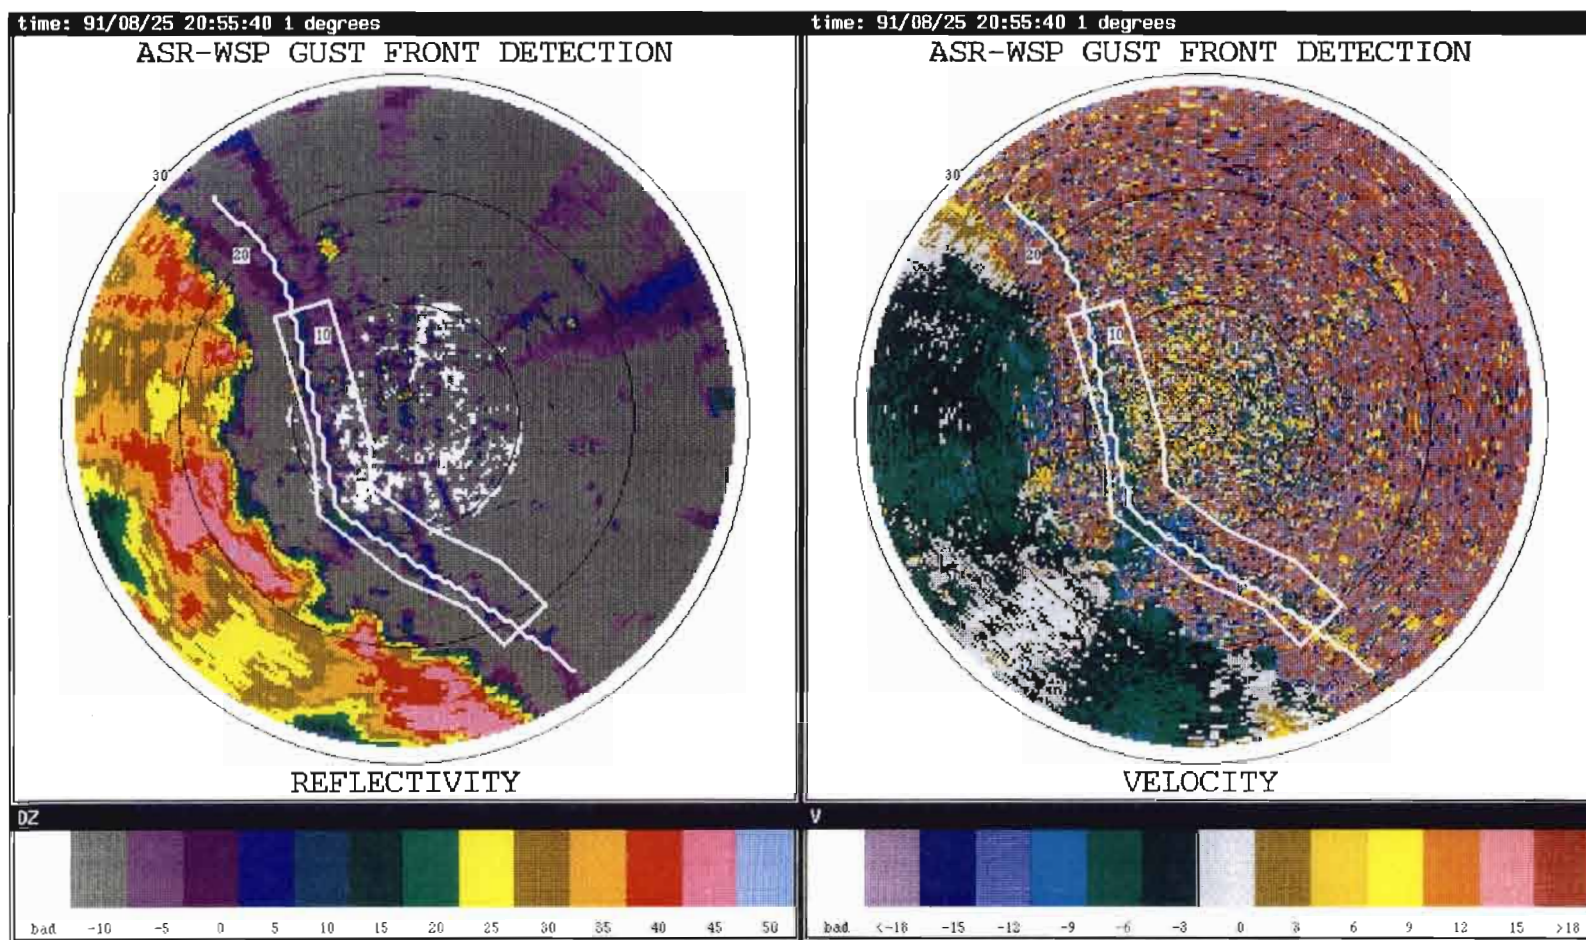 time: 91/08/25 20:55:40 1 degrees
ASR-WSP GUST FRONT DETECTION
30
20
10
REFLECTIVITY
DZ
bad -10 -5 0 5 10 15 20 25 30 35 40 45 50
time: 91/08/25 20:55:40 1 degrees
ASR-WSP GUST FRONT DETECTION
30
20
10
VELOCITY
V
bad <-18 -15 -12 -9 -6 -3 0 3 6 9 12 15 >18